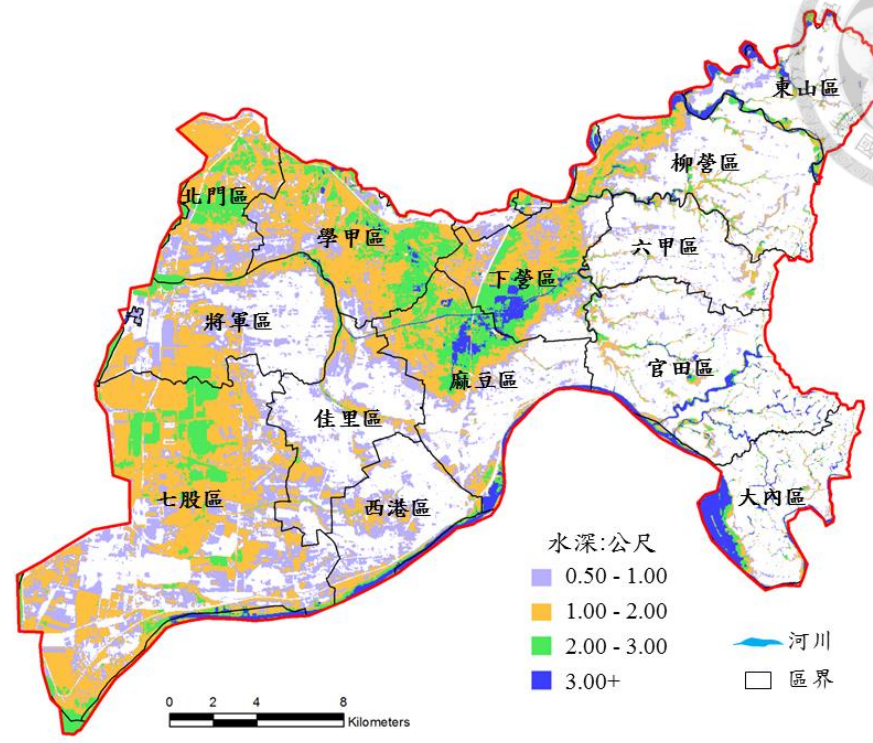 東山區
柳營區
北門區
學甲區
六甲區
下營區
將軍區
官田區
麻豆區
佳里區
七股區
西港區
大內區
水深:公尺
0.50 - 1.00
1.00 - 2.00
2.00 - 3.00
3.00+
河川
區界
0 2 4 8
Kilometers